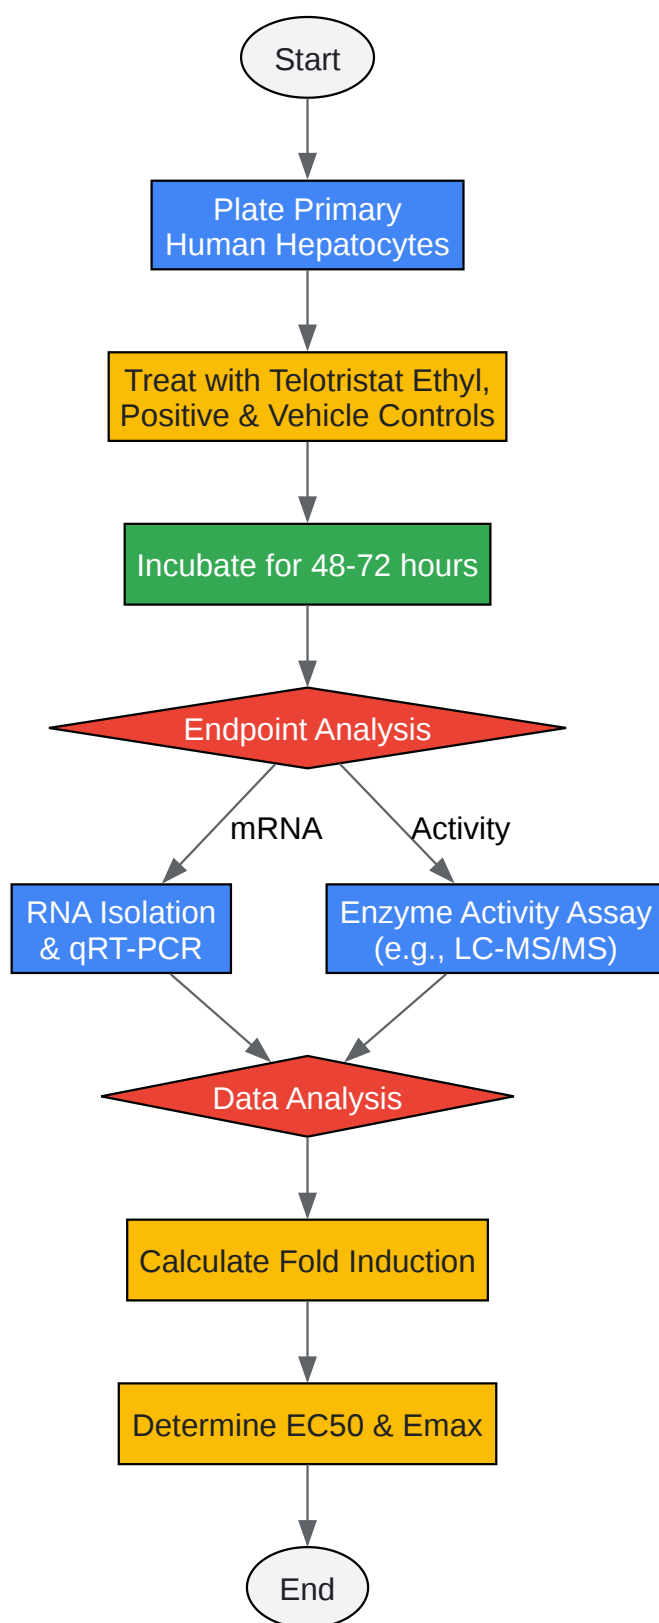 Start
Plate Primary
Human Hepatocytes
Treat with Telotristat Ethyl,
Positive & Vehicle Controls
Incubate for 48-72 hours
Endpoint Analysis
mRNA
Activity
RNA Isolation
& qRT-PCR
Enzyme Activity Assay
(e.g., LC-MS/MS)
Data Analysis
Calculate Fold Induction
Determine EC50 & Emax
End